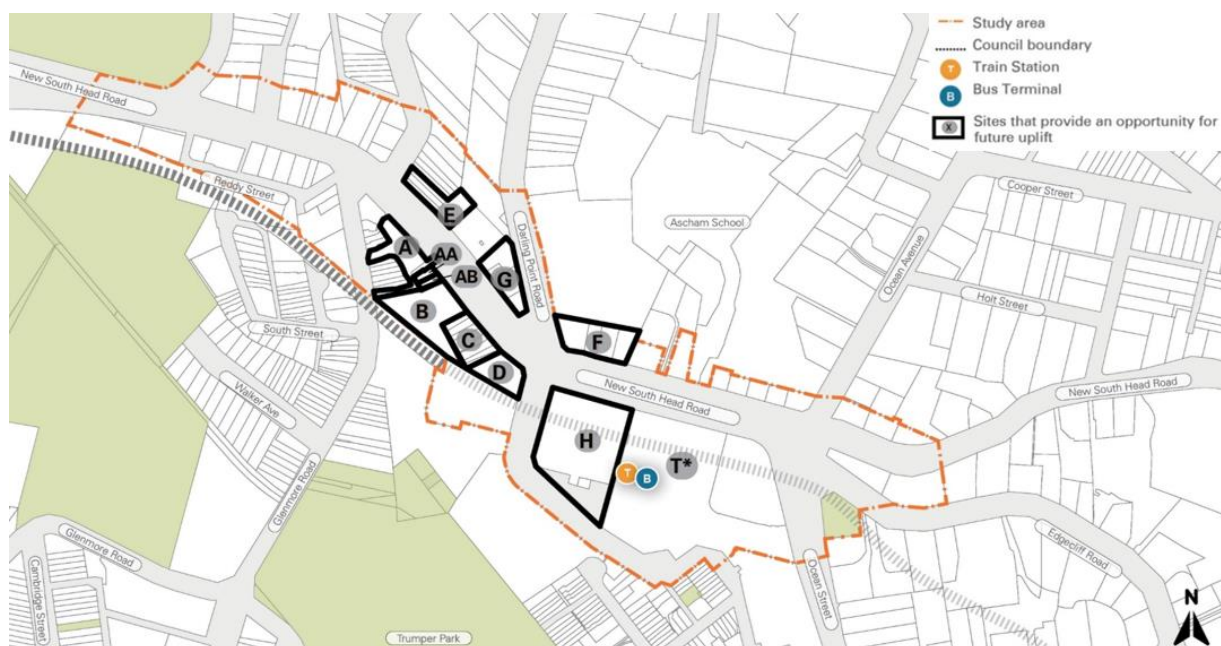 Study area
Council boundary
T
Train Station
B
Bus Terminal
X
Sites that provide an opportunity for
future uplift
New South Head Road
Reddy Street
South Street
Walker Ave
Glenmore Road
Glenmore Road
Cambridge Street
Trumper Park
Darling Point Road
Ascham School
Cooper Street
Ocean Avenue
Holt Street
New South Head Road
New South Head Road
Edgecliff Road
Ocean Street
E
A
AA
AB
G
B
C
D
F
H
T
B
T*
N